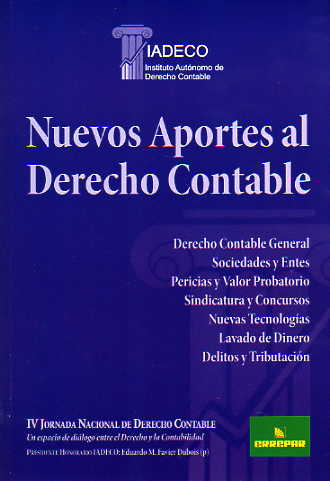 IADECO
Instituto Autónomo de
Derecho Contable
Nuevos Aportes al
Derecho Contable
Derecho Contable General
Sociedades y Entes
Pericias y Valor Probatorio
Sindicatura y Concursos
Nuevas Tecnologías
Lavado de Dinero
Delitos y Tributación
IV JORNADA NACIONAL DE DERECHO CONTABLE
Un espacio de diálogo entre el Derecho y la Contabilidad
PRESIDENTE HONORARIO IADECO: Eduardo M. Favier Dubois (p)
ERREPAR